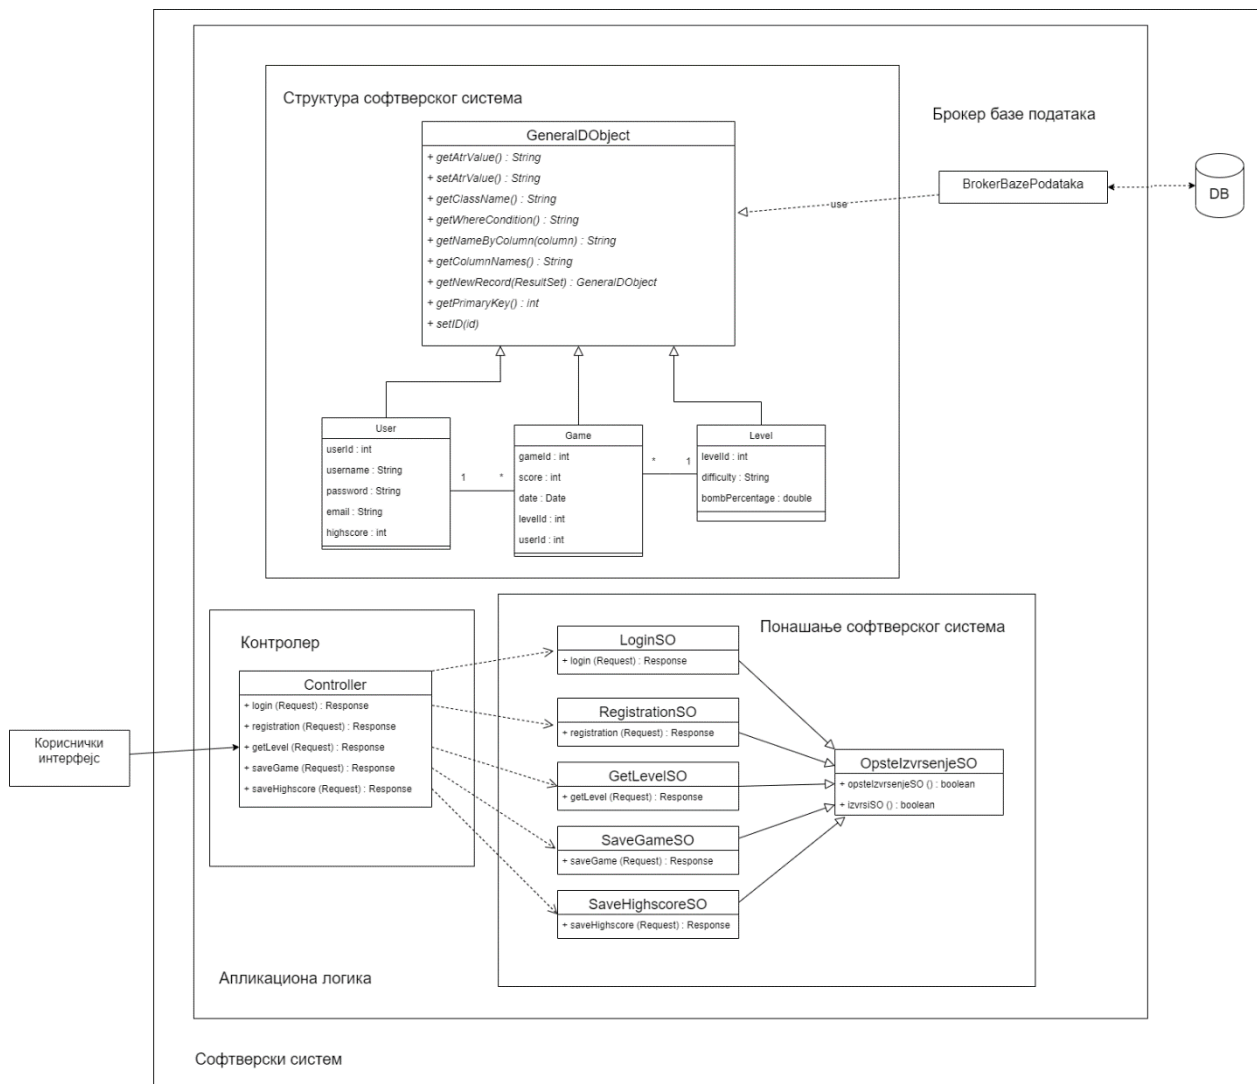 Структура софтверског система
GeneralDObject
+ getAtrValue() : String
+ setAtrValue() : String
+ getClassName() : String
+ getWhereCondition() : String
+ getNameByColumn(column) : String
+ getColumnNames() : String
+ getNewRecord(ResultSet) : GeneralDObject
+ getPrimaryKey() : int
+ setID(id)
Брокер базе података
BrokerBazePodataka
DB
use
User
userId : int
username : String
password : String
email : String
highscore : int
1
*
Game
gameId : int
score : int
date : Date
levelId : int
userId : int
*
1
Level
levelId : int
difficulty : String
bombPercentage : double
Контролер
Controller
+ login (Request) : Response
+ registration (Request) : Response
+ getLevel (Request) : Response
+ saveGame (Request) : Response
+ saveHighscore (Request) : Response
Кориснички
интерфејс
Понашање софтверског система
LoginSO
+ login (Request) : Response
RegistrationSO
+ registration (Request) : Response
GetLevelSO
+ getLevel (Request) : Response
SaveGameSO
+ saveGame (Request) : Response
SaveHighscoreSO
+ saveHighscore (Request) : Response
OpsteIzvrsenjeSO
+ opsteIzvrsenjeSO () : boolean
+ izvrsiSO () : boolean
Апликациона логика
Софтверски систем